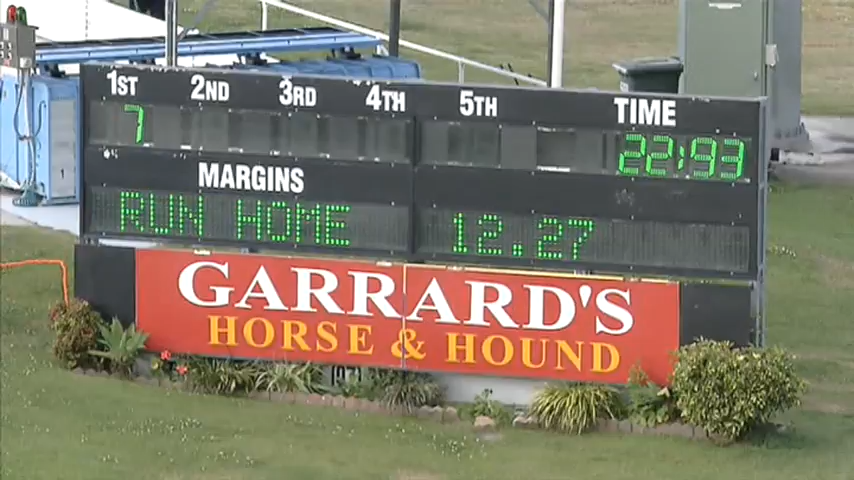 1ST 2ND 3RD 4TH 5TH TIME
7 22:93
MARGINS
RUN HOME 12.27
GARRARD'S
HORSE & HOUND